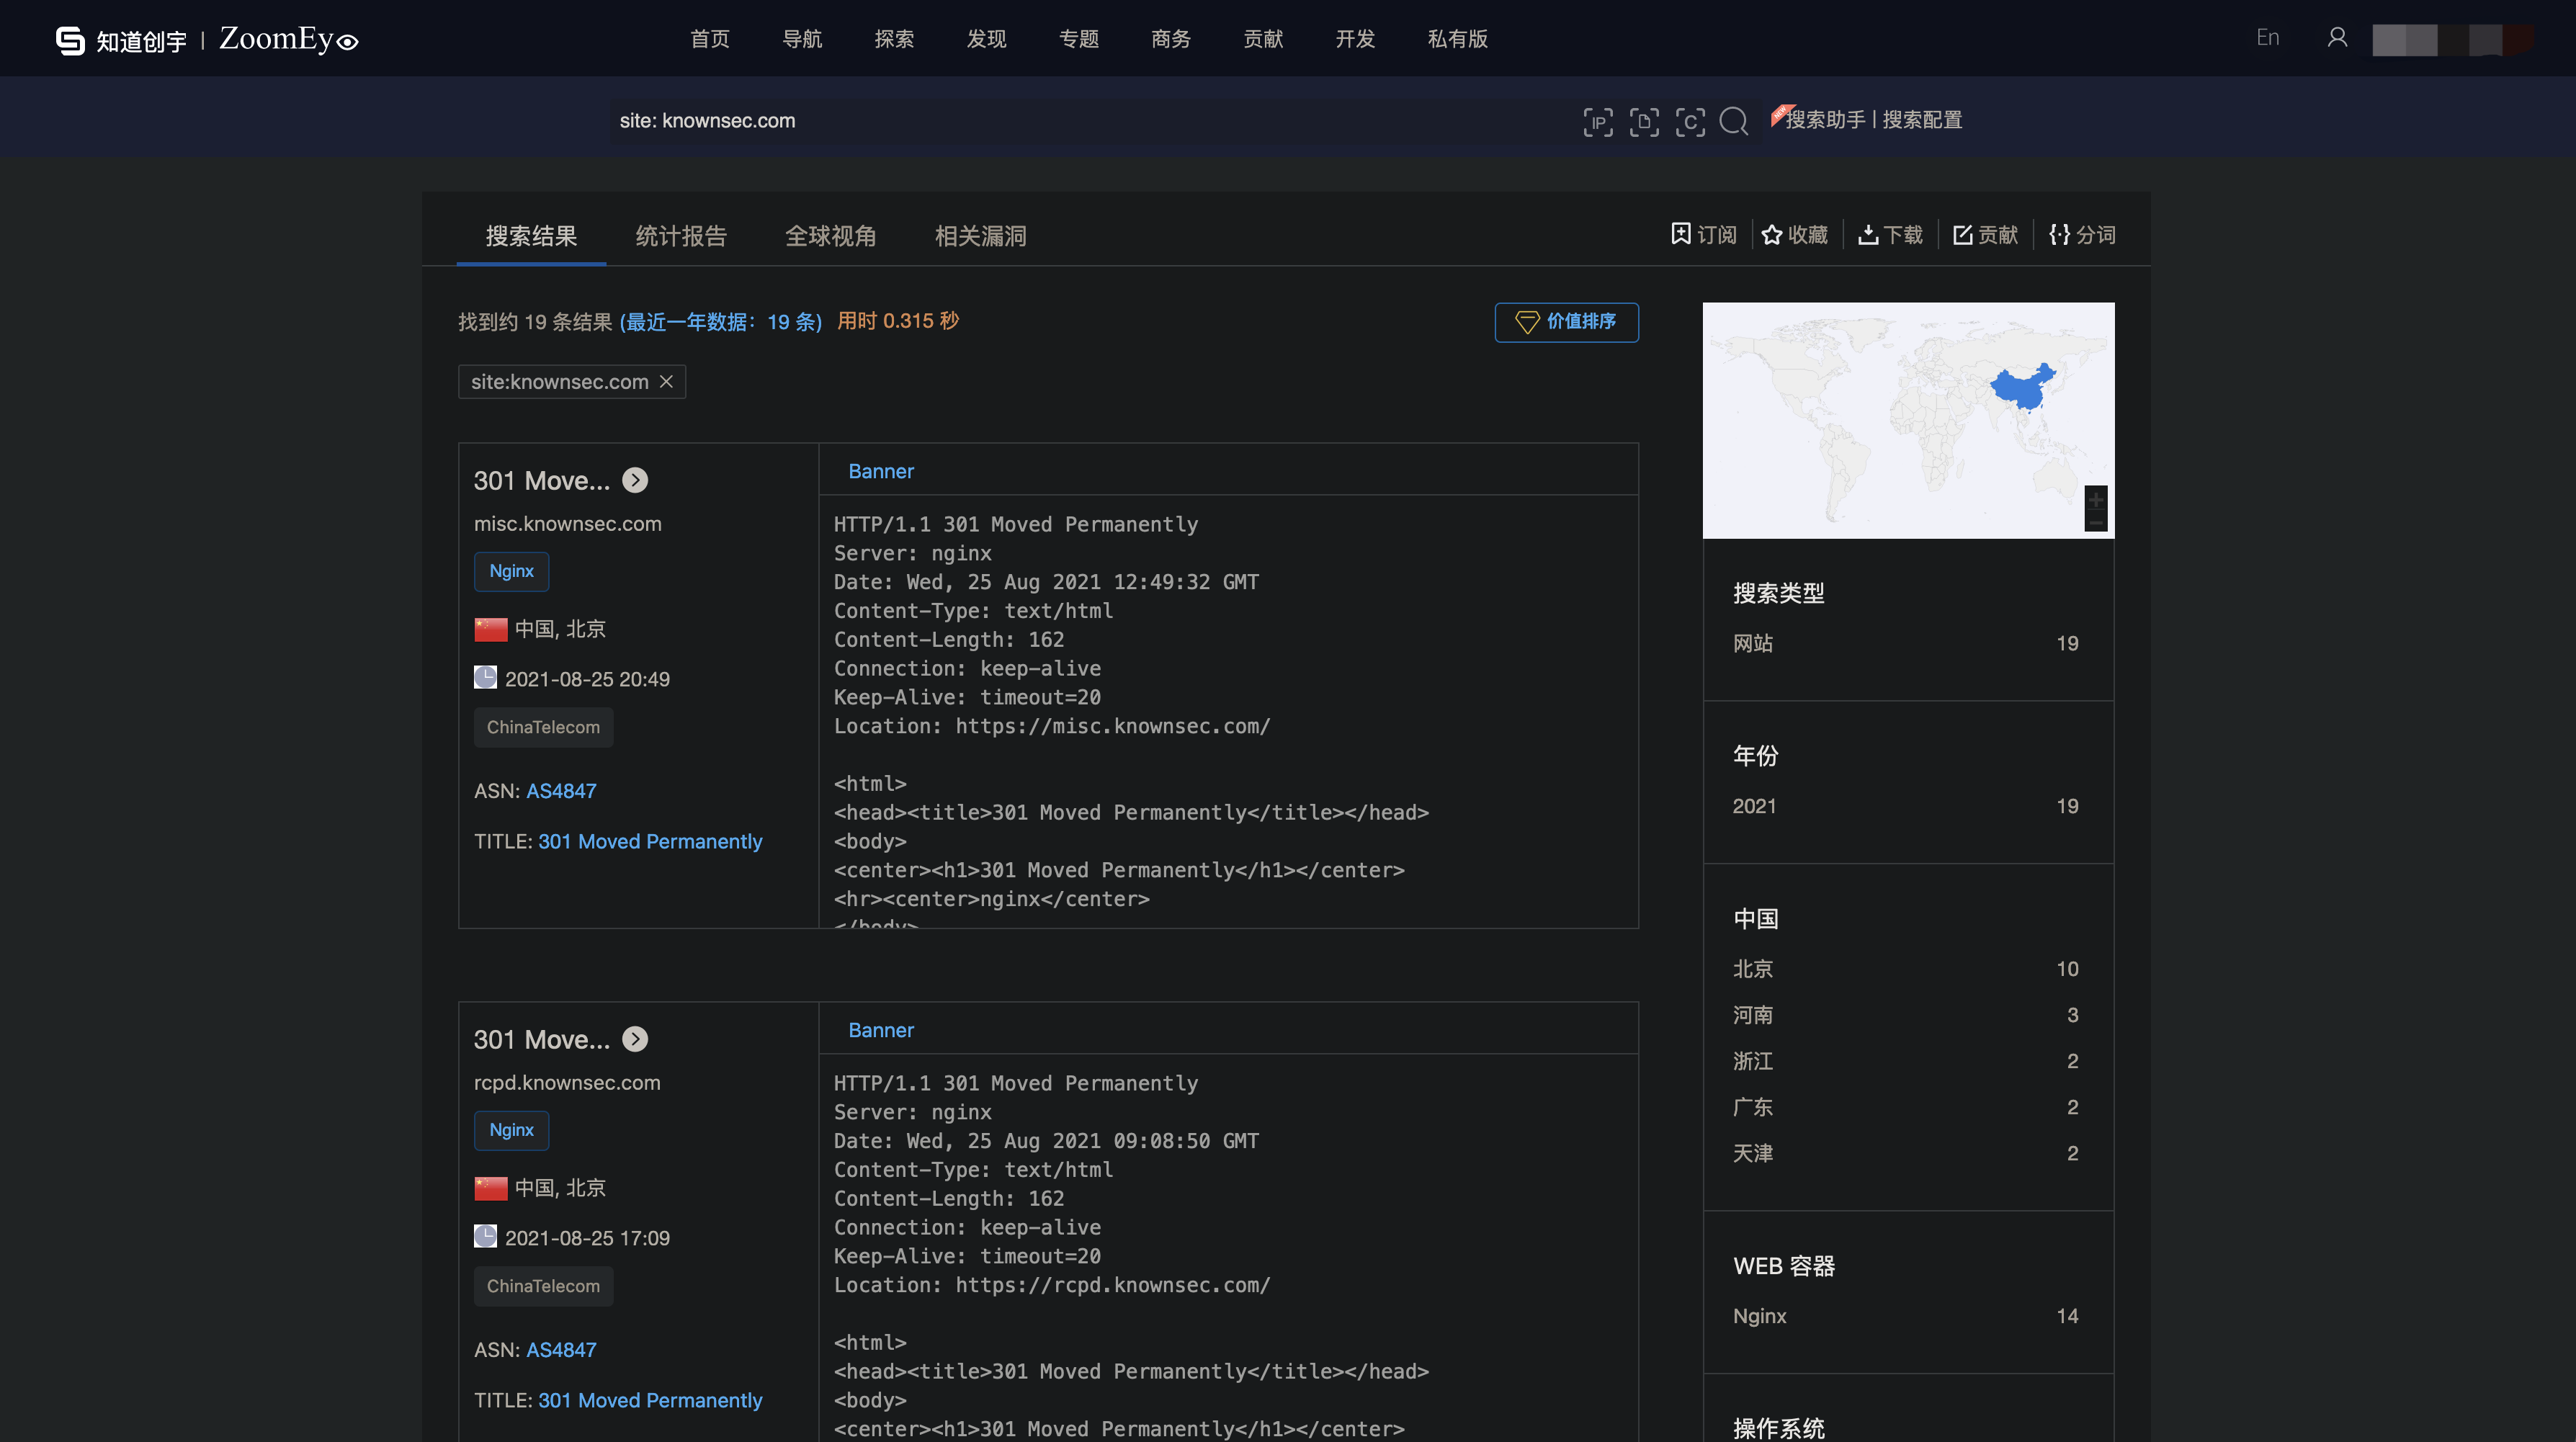 知道创宇 | ZoomEye
首页 导航 探索 发现 专题 商务 贡献 开发 私有版
En
site: knownsec.com
IP D C
NEW 搜索助手 | 搜索配置
搜索结果 统计报告 全球视角 相关漏洞
订阅 收藏 下载 贡献 {·} 分词
找到约 19 条结果 (最近一年数据：19 条) 用时 0.315 秒
价值排序
site:knownsec.com
301 Move...
misc.knownsec.com
Nginx
中国, 北京
2021-08-25 20:49
ChinaTelecom
ASN: AS4847
TITLE: 301 Moved Permanently
Banner
HTTP/1.1 301 Moved Permanently
Server: nginx
Date: Wed, 25 Aug 2021 12:49:32 GMT
Content-Type: text/html
Content-Length: 162
Connection: keep-alive
Keep-Alive: timeout=20
Location: https://misc.knownsec.com/
<html>
<head><title>301 Moved Permanently</title></head>
<body>
<center><h1>301 Moved Permanently</h1></center>
<hr><center>nginx</center>
</body>
301 Move...
rcpd.knownsec.com
Nginx
中国, 北京
2021-08-25 17:09
ChinaTelecom
ASN: AS4847
TITLE: 301 Moved Permanently
Banner
HTTP/1.1 301 Moved Permanently
Server: nginx
Date: Wed, 25 Aug 2021 09:08:50 GMT
Content-Type: text/html
Content-Length: 162
Connection: keep-alive
Keep-Alive: timeout=20
Location: https://rcpd.knownsec.com/
<html>
<head><title>301 Moved Permanently</title></head>
<body>
<center><h1>301 Moved Permanently</h1></center>
搜索类型
网站 19
年份
2021 19
中国
北京 10
河南 3
浙江 2
广东 2
天津 2
WEB 容器
Nginx 14
操作系统